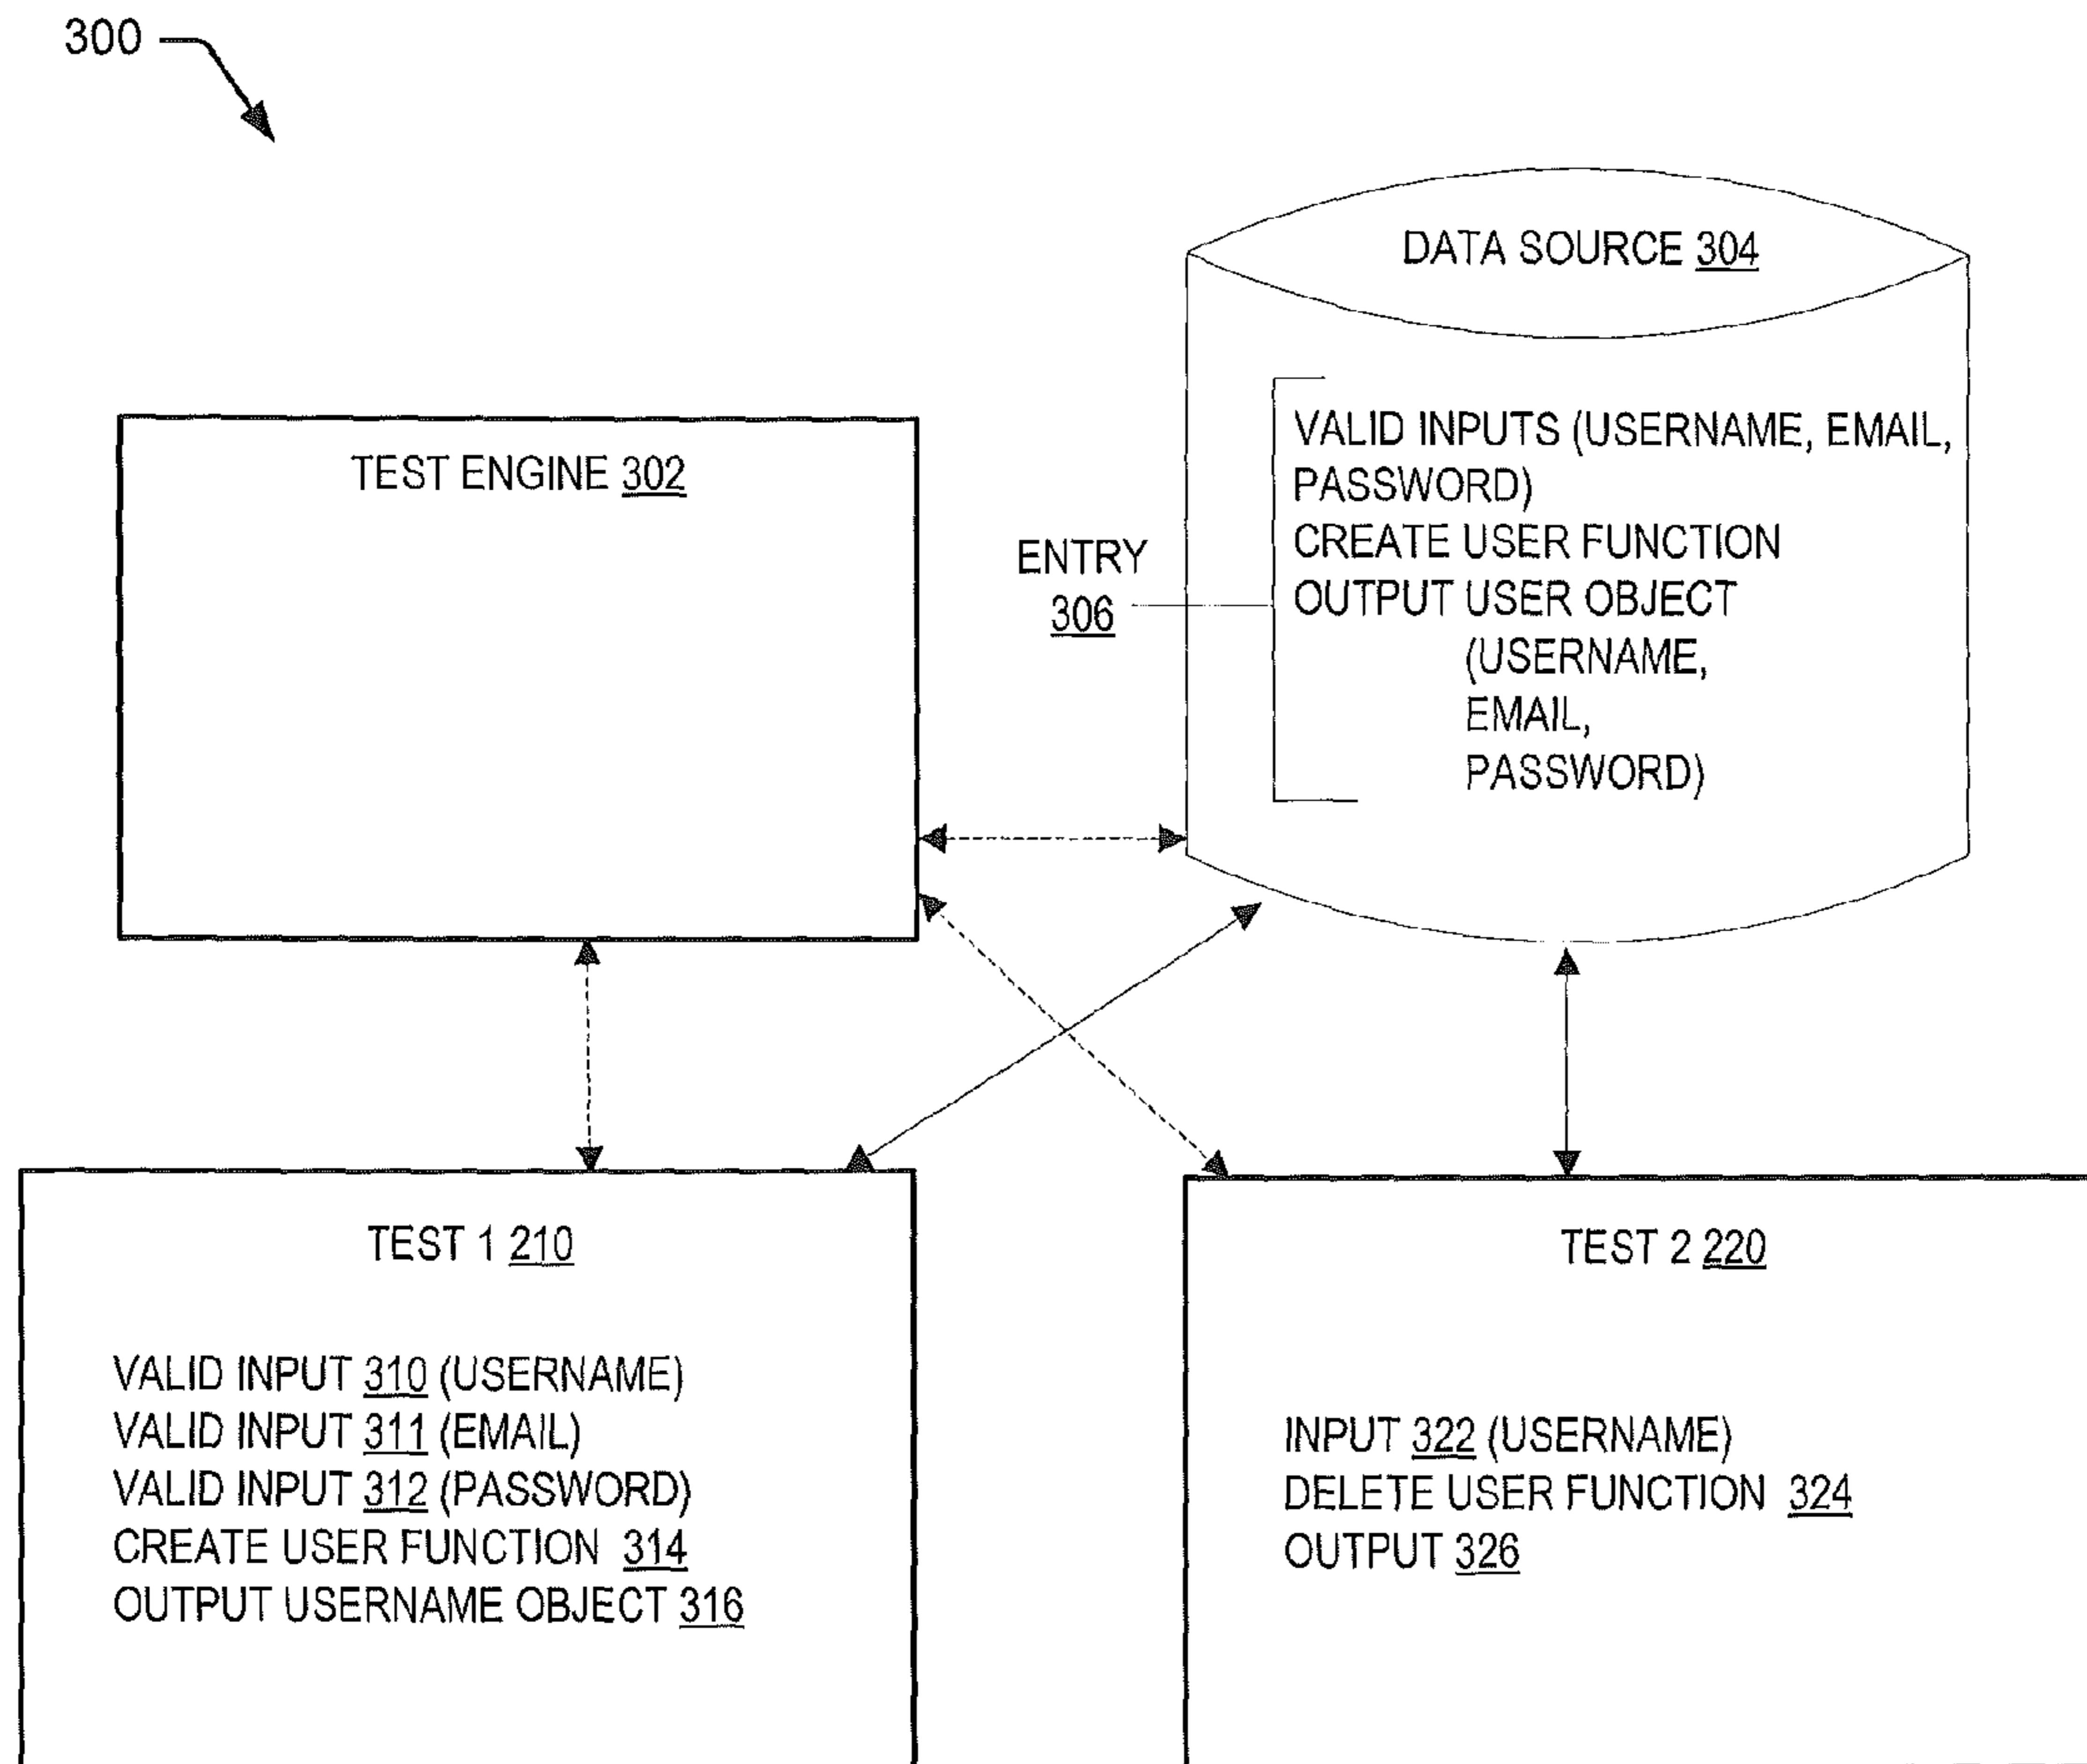 300
DATA SOURCE 304
VALID INPUTS (USERNAME, EMAIL,
PASSWORD)
CREATE USER FUNCTION
OUTPUT USER OBJECT
(USERNAME,
EMAIL,
PASSWORD)
TEST ENGINE 302
ENTRY
306
TEST 1 210
VALID INPUT 310 (USERNAME)
VALID INPUT 311 (EMAIL)
VALID INPUT 312 (PASSWORD)
CREATE USER FUNCTION 314
OUTPUT USERNAME OBJECT 316
TEST 2 220
INPUT 322 (USERNAME)
DELETE USER FUNCTION 324
OUTPUT 326